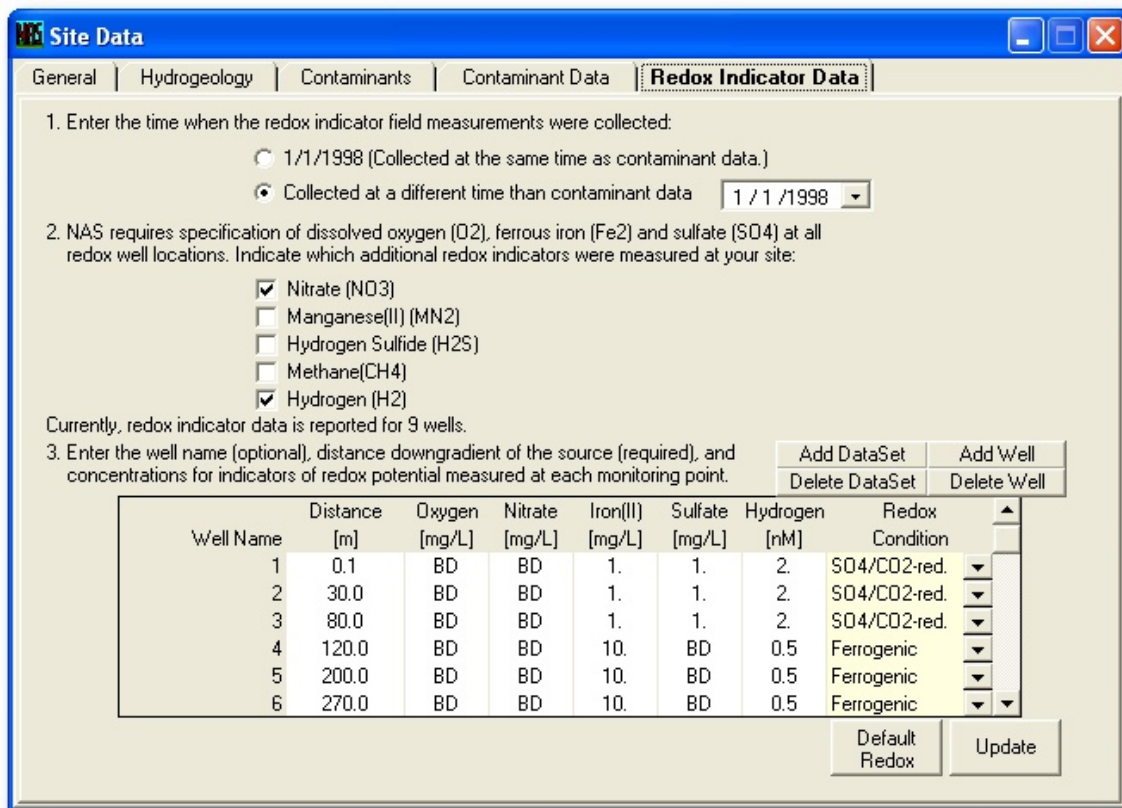 NAS Site Data
General Hydrogeology Contaminants Contaminant Data Redox Indicator Data
1. Enter the time when the redox indicator field measurements were collected:
1/1/1998 (Collected at the same time as contaminant data.)
Collected at a different time than contaminant data 1 / 1 /1998
2. NAS requires specification of dissolved oxygen (O2), ferrous iron (Fe2) and sulfate (SO4) at all
redox well locations. Indicate which additional redox indicators were measured at your site:
Nitrate (NO3)
Manganese(II) (MN2)
Hydrogen Sulfide (H2S)
Methane(CH4)
Hydrogen (H2)
Currently, redox indicator data is reported for 9 wells.
3. Enter the well name (optional), distance downgradient of the source (required), and
concentrations for indicators of redox potential measured at each monitoring point.
Add DataSet Add Well
Delete DataSet Delete Well
Distance Oxygen Nitrate Iron(II) Sulfate Hydrogen Redox
Well Name [m] [mg/L] [mg/L] [mg/L] [mg/L] [nM] Condition
1 0.1 BD BD 1. 1. 2. SO4/CO2-red.
2 30.0 BD BD 1. 1. 2. SO4/CO2-red.
3 80.0 BD BD 1. 1. 2. SO4/CO2-red.
4 120.0 BD BD 10. BD 0.5 Ferrogenic
5 200.0 BD BD 10. BD 0.5 Ferrogenic
6 270.0 BD BD 10. BD 0.5 Ferrogenic
Default
Redox
Update